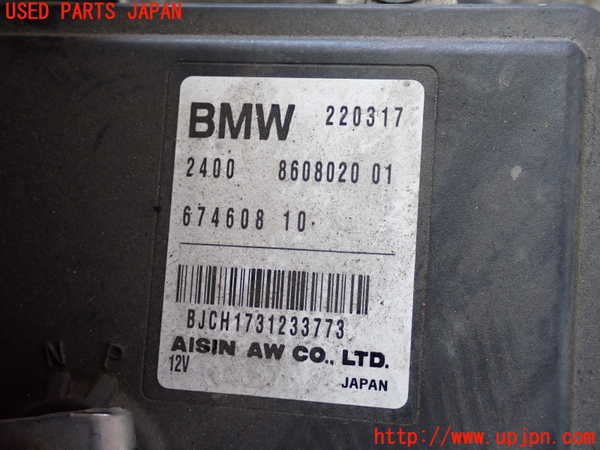 USED PARTS JAPAN
BMW 220317
2400 8608020 01
674608 10
BJCH1731233773
AISIN AW CO., LTD.
12V JAPAN
N P
http://www.upjpn.com/